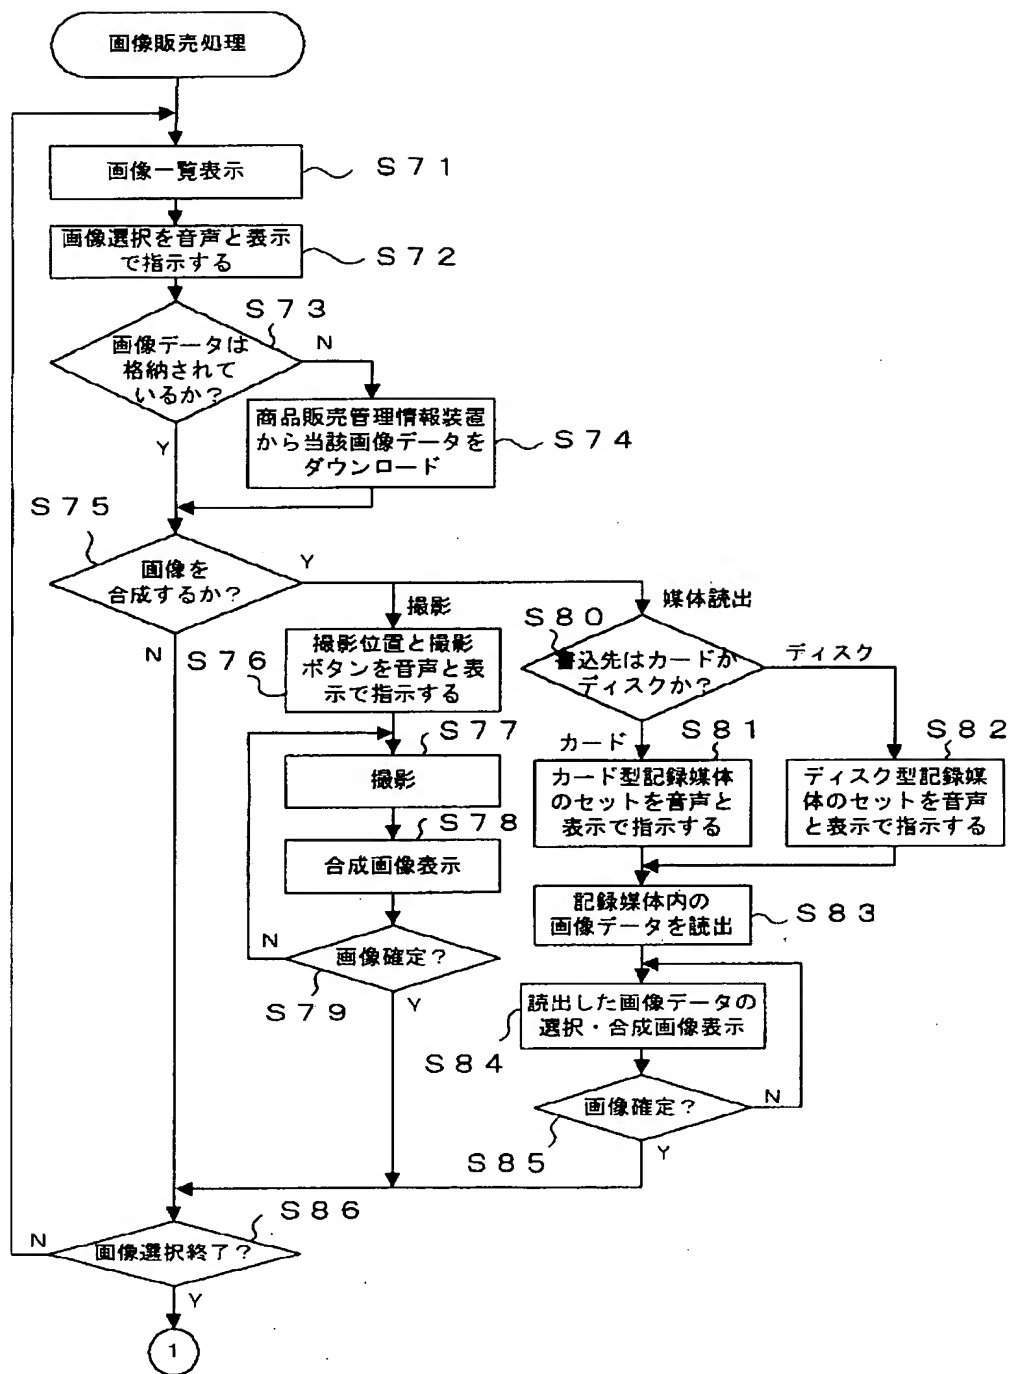 画像販売処理
画像一覧表示
S71
画像選択を音声と表示
で指示する
S72
S73
画像データは
格納されて
いるか?
N
Y
商品販売管理情報装置
から当該画像データを
ダウンロード
S74
S75
画像を
合成するか?
Y
N
撮影
媒体読出
S76
撮影位置と撮影
ボタンを音声と表
示で指示する
S80
書込先はカードか
ディスクか?
ディスク
カード
S77
撮影
S81
カード型記録媒体
のセットを音声と
表示で指示する
S82
ディスク型記録媒
体のセットを音声
と表示で指示する
S78
合成画像表示
記録媒体内の
画像データを読出
S83
N
画像確定?
S79
Y
読出した画像データの
選択・合成画像表示
S84
画像確定?
N
S85
Y
S86
N
画像選択終了?
Y
1